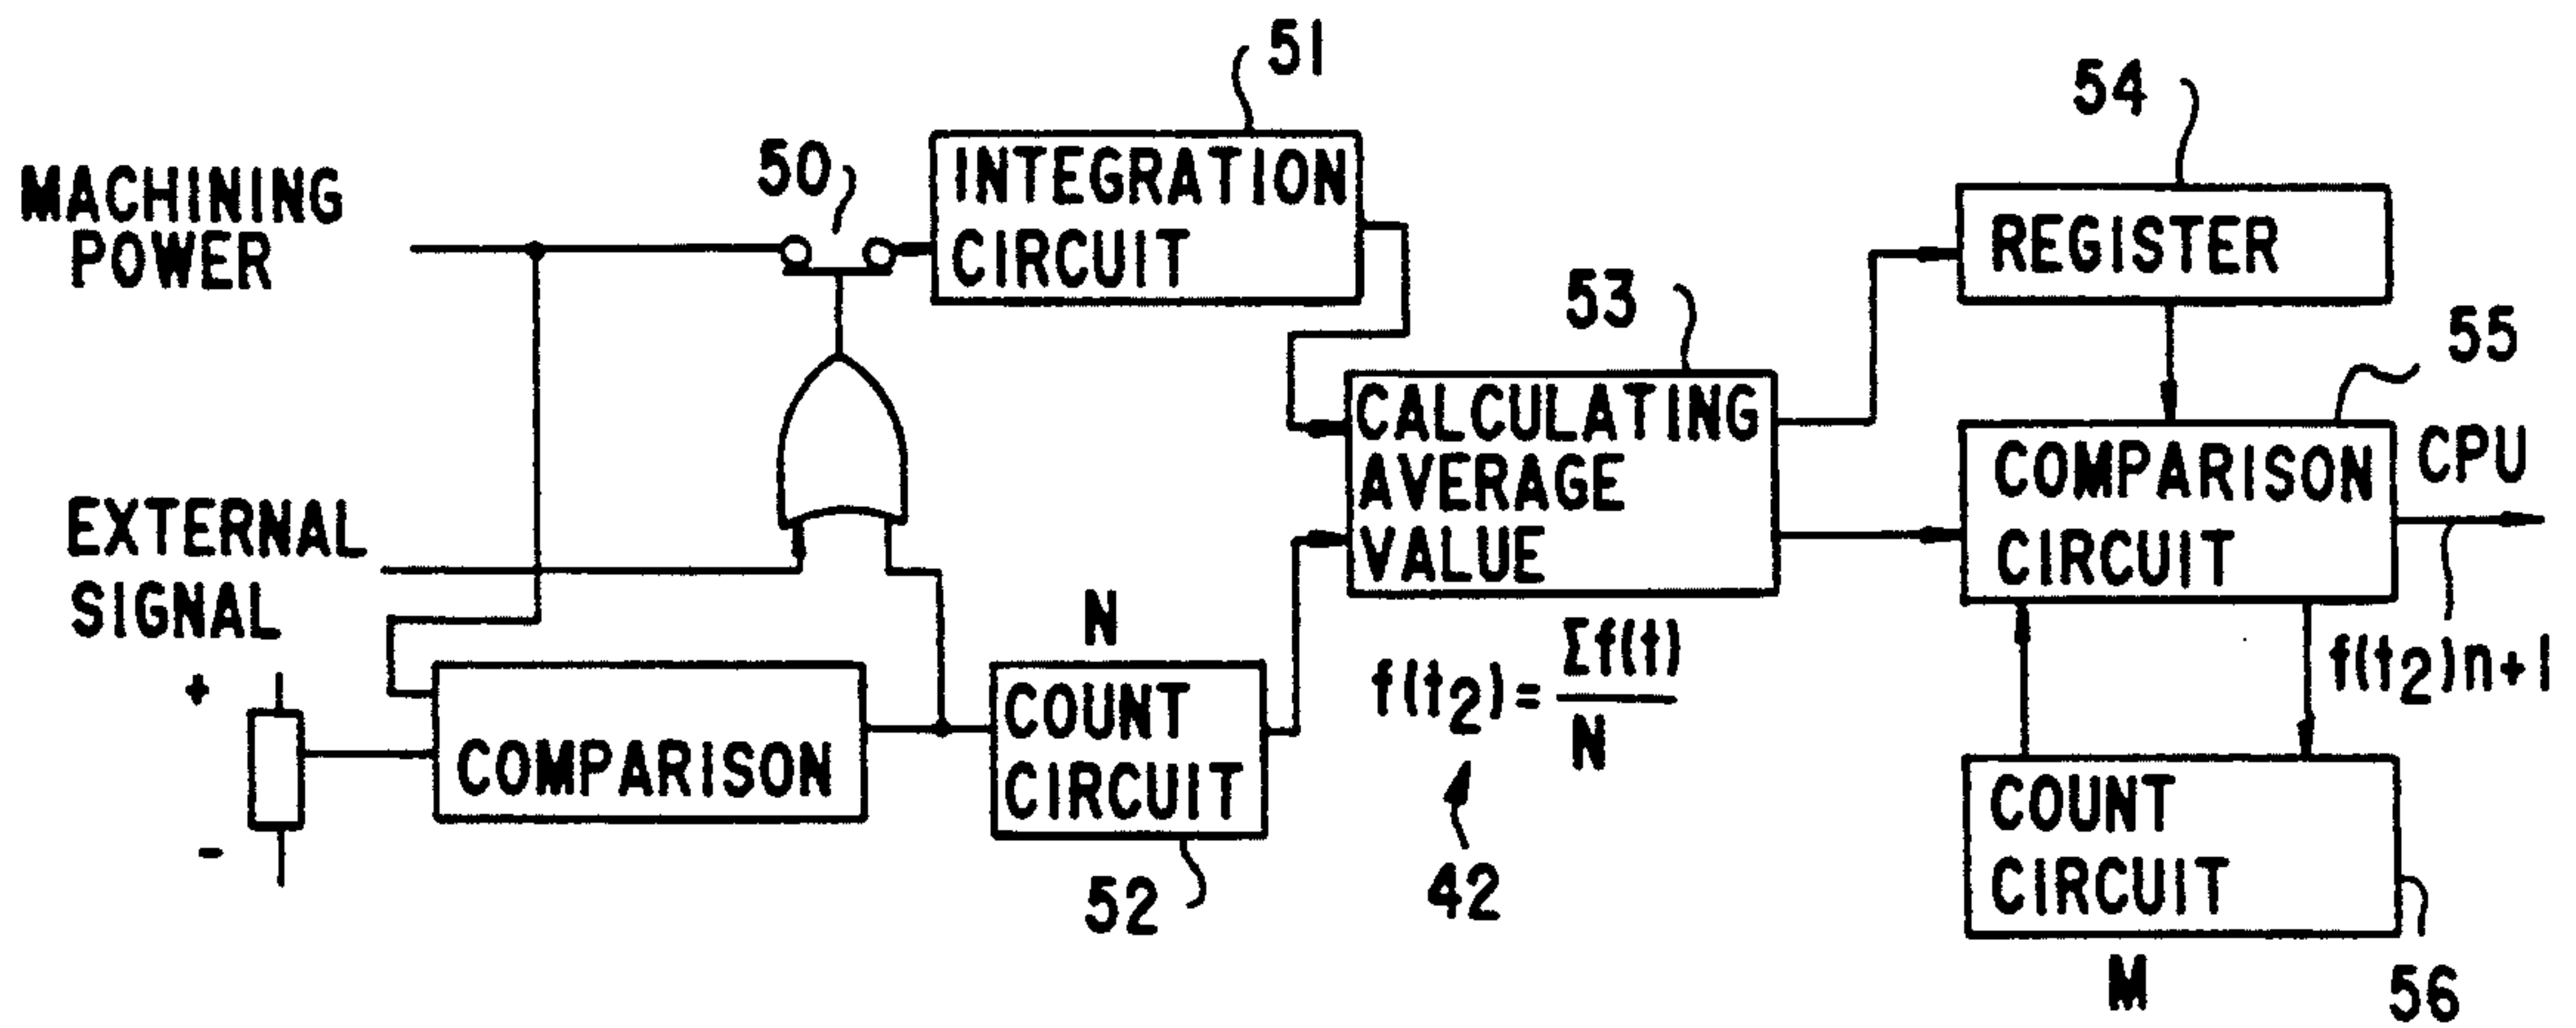 51
54
50
MACHINING
POWER
INTEGRATION
CIRCUIT
REGISTER
53
55
CALCULATING
AVERAGE
VALUE
COMPARISON
CIRCUIT
CPU
EXTERNAL
SIGNAL
N
f(t2)= Σf(t)
N
f(t2)n+1
+
-
COMPARISON
COUNT
CIRCUIT
COUNT
CIRCUIT
52
42
M
56